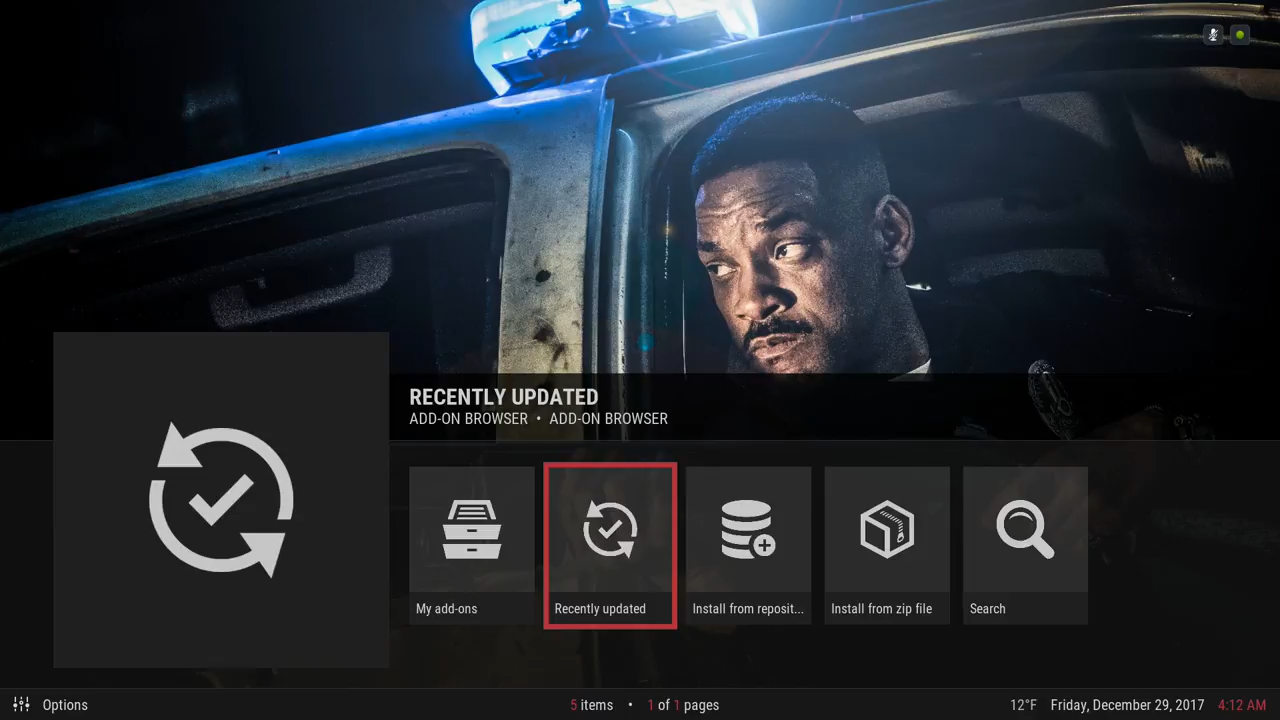 RECENTLY UPDATED
ADD-ON BROWSER • ADD-ON BROWSER
My add-ons
Recently updated
Install from reposit...
Install from zip file
Search
Options
5 items • 1 of 1 pages
12°F Friday, December 29, 2017 4:12 AM